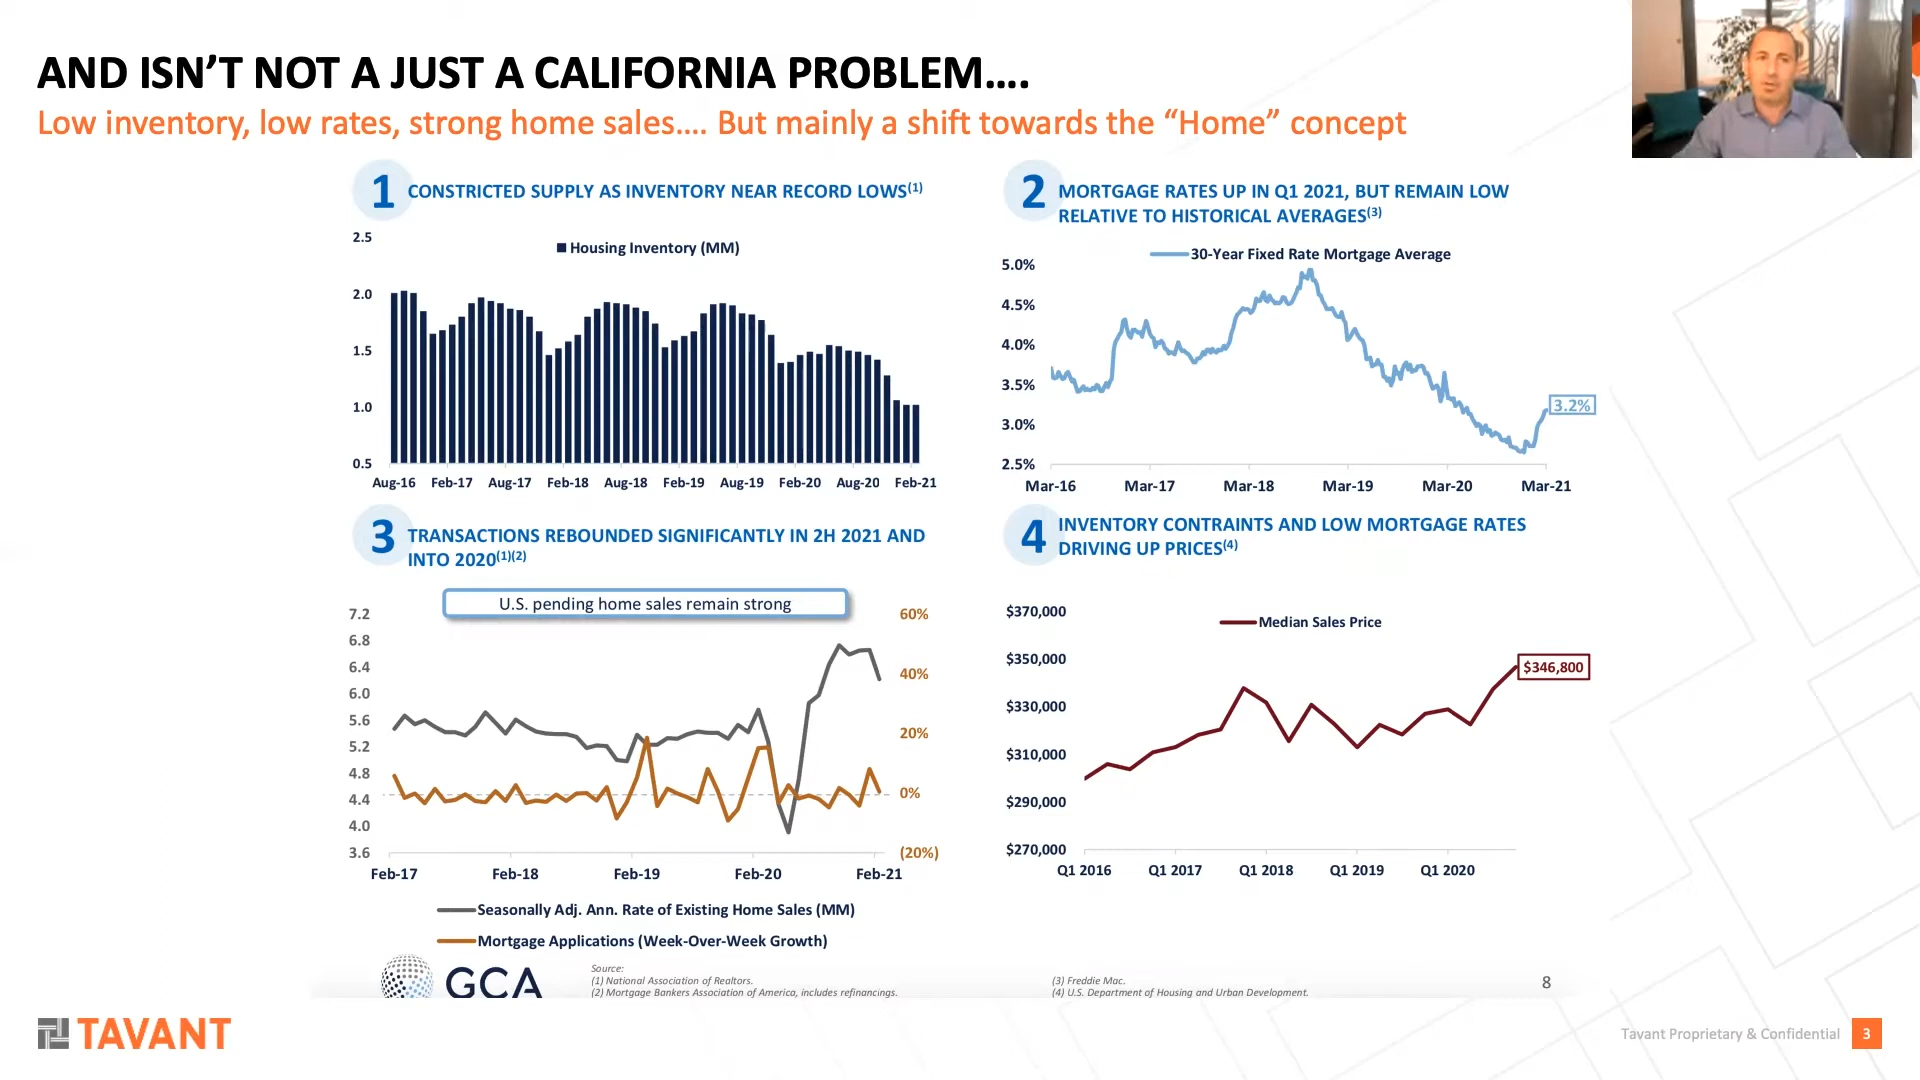 AND ISN’T NOT A JUST A CALIFORNIA PROBLEM….
Low inventory, low rates, strong home sales…. But mainly a shift towards the “Home” concept
1
CONSTRICTED SUPPLY AS INVENTORY NEAR RECORD LOWS(1)
Housing Inventory (MM)
2.5
2.0
1.5
1.0
0.5
Aug-16 Feb-17 Aug-17 Feb-18 Aug-18 Feb-19 Aug-19 Feb-20 Aug-20 Feb-21
2
MORTGAGE RATES UP IN Q1 2021, BUT REMAIN LOW
RELATIVE TO HISTORICAL AVERAGES(3)
30-Year Fixed Rate Mortgage Average
5.0%
4.5%
4.0%
3.5%
3.0%
2.5%
3.2%
Mar-16 Mar-17 Mar-18 Mar-19 Mar-20 Mar-21
3
TRANSACTIONS REBOUNDED SIGNIFICANTLY IN 2H 2021 AND
INTO 2020(1)(2)
U.S. pending home sales remain strong
7.2
6.8
6.4
6.0
5.6
5.2
4.8
4.4
4.0
3.6
60%
40%
20%
0%
(20%)
Feb-17 Feb-18 Feb-19 Feb-20 Feb-21
Seasonally Adj. Ann. Rate of Existing Home Sales (MM)
Mortgage Applications (Week-Over-Week Growth)
4
INVENTORY CONTRAINTS AND LOW MORTGAGE RATES
DRIVING UP PRICES(4)
Median Sales Price
$370,000
$350,000
$330,000
$310,000
$290,000
$270,000
$346,800
Q1 2016 Q1 2017 Q1 2018 Q1 2019 Q1 2020
GCA
Source:
(1) National Association of Realtors.
(2) Mortgage Bankers Association of America, includes refinancings.
(3) Freddie Mac.
(4) U.S. Department of Housing and Urban Development.
8
TAVANT
Tavant Proprietary & Confidential
3